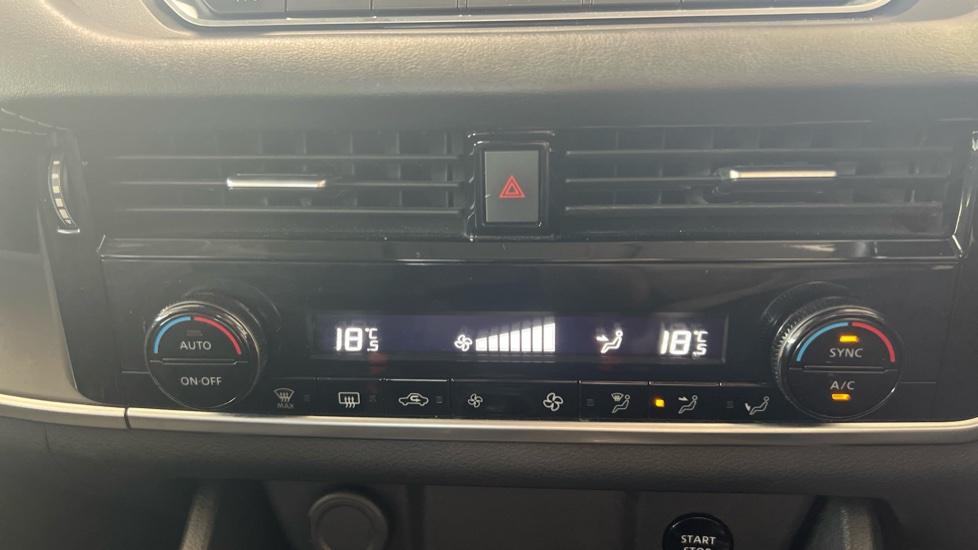 18°C.5
18°C.5
AUTO
ON·OFF
SYNC
A/C
MAX
START
STOP